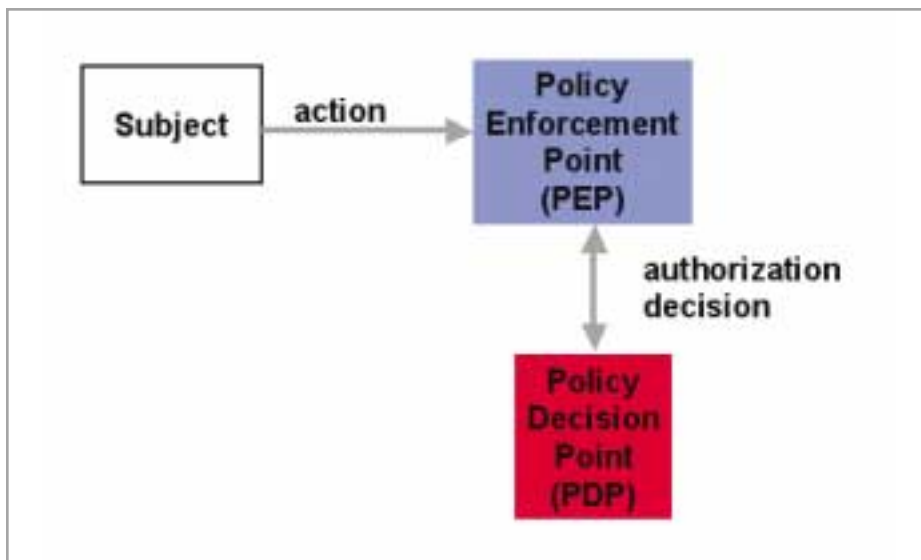 Subject
action
Policy
Enforcement
Point
(PEP)
authorization
decision
Policy
Decision
Point
(PDP)